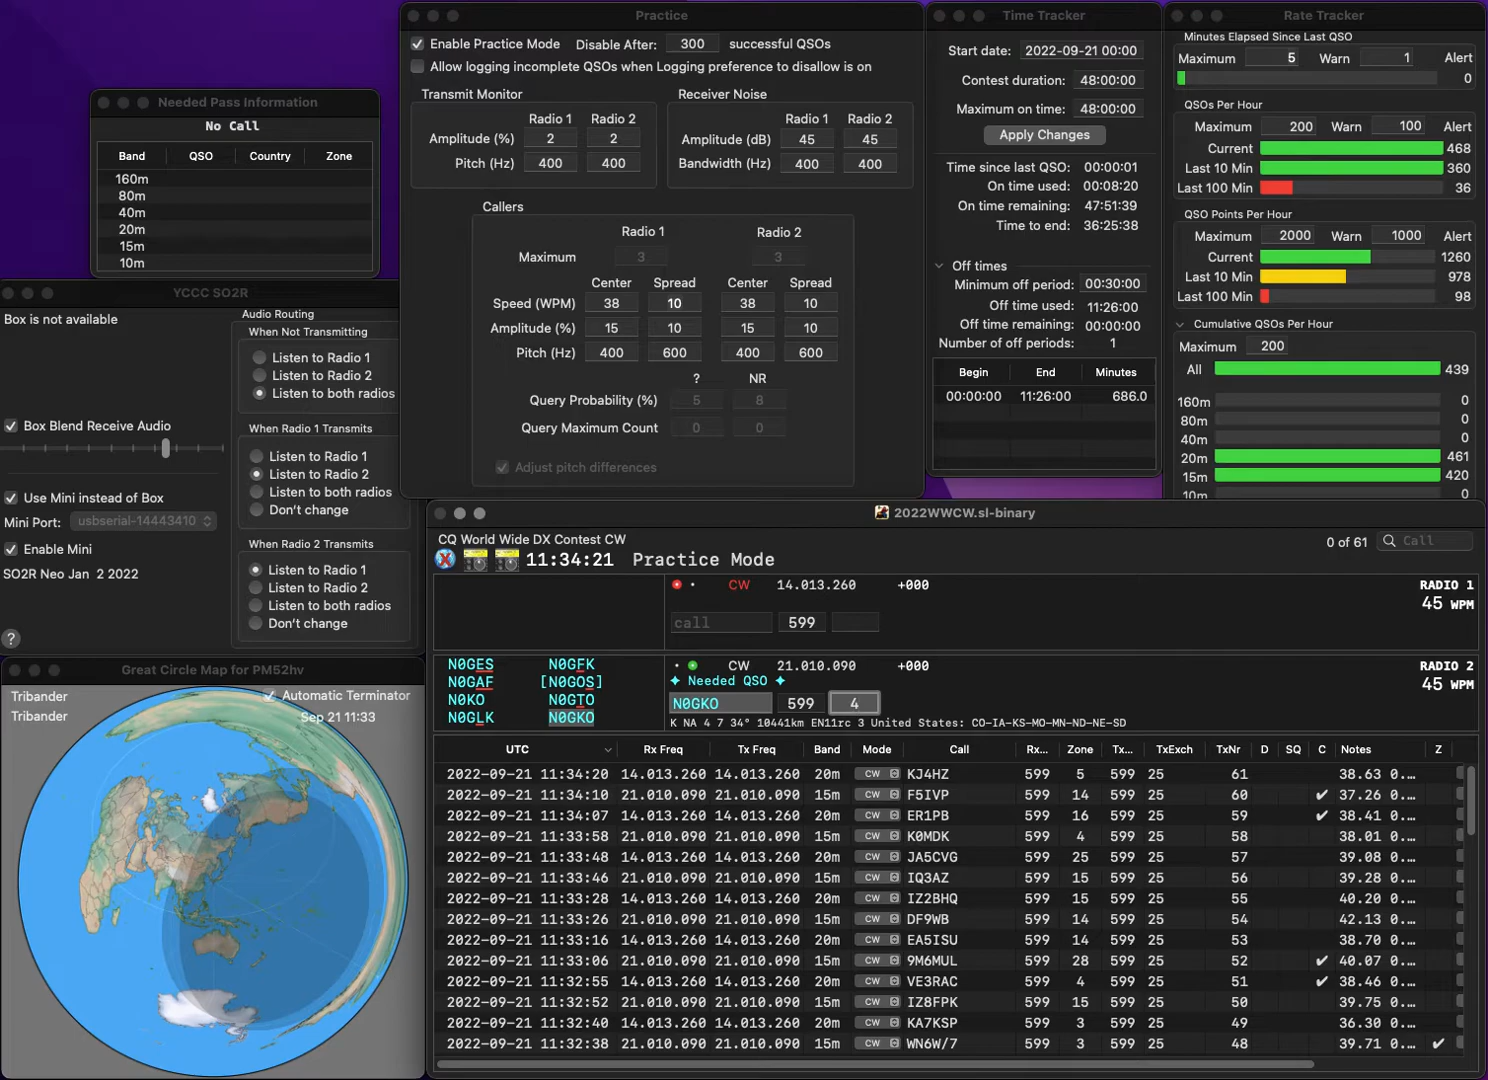 Practice
Enable Practice Mode Disable After: 300 successful QSOs
Allow logging incomplete QSOs when Logging preference to disallow is on
Transmit Monitor
Radio 1 Radio 2
Amplitude (%) 2 2
Pitch (Hz) 400 400
Receiver Noise
Radio 1 Radio 2
Amplitude (dB) 45 45
Bandwidth (Hz) 400 400
Callers
Radio 1 Radio 2
Maximum 3 3
Center Spread Center Spread
Speed (WPM) 38 10 38 10
Amplitude (%) 15 10 15 10
Pitch (Hz) 400 600 400 600
? NR
Query Probability (%) 5 8
Query Maximum Count 0 0
Adjust pitch differences
Time Tracker
Start date: 2022-09-21 00:00
Contest duration: 48:00:00
Maximum on time: 48:00:00
Apply Changes
Time since last QSO: 00:00:01
On time used: 00:08:20
On time remaining: 47:51:39
Time to end: 36:25:38
Off times
Minimum off period: 00:30:00
Off time used: 11:26:00
Off time remaining: 00:00:00
Number of off periods: 1
Begin End Minutes
00:00:00 11:26:00 686.0
Rate Tracker
Minutes Elapsed Since Last QSO
Maximum 5 Warn 1 Alert
0
QSOs Per Hour
Maximum 200 Warn 100 Alert
Current 468
Last 10 Min 360
Last 100 Min 36
QSO Points Per Hour
Maximum 2000 Warn 1000 Alert
Current 1260
Last 10 Min 978
Last 100 Min 98
Cumulative QSOs Per Hour
Maximum 200
All 439
160m 0
80m 0
40m 0
20m 461
15m 420
10m 0
Needed Pass Information
No Call
Band QSO Country Zone
160m
80m
40m
20m
15m
10m
YCCC SO2R
Box is not available
Box Blend Receive Audio
Use Mini instead of Box
Mini Port: usbserial-14443410
Enable Mini
SO2R Neo Jan 2 2022
?
Audio Routing
When Not Transmitting
Listen to Radio 1
Listen to Radio 2
Listen to both radios
When Radio 1 Transmits
Listen to Radio 1
Listen to Radio 2
Listen to both radios
Don't change
When Radio 2 Transmits
Listen to Radio 1
Listen to Radio 2
Listen to both radios
Don't change
Great Circle Map for PM52hv
Tribander
Tribander
Automatic Terminator
Sep 21 11:33
2022WWCW.sl-binary
CQ World Wide DX Contest CW
11:34:21 Practice Mode
0 of 61 Call
CW 14.013.260 +000 RADIO 1
45 WPM
call 599
N0GES N0GFK
N0GAF [N0GOS]
N0KO N0GTO
N0GLK N0GKO
CW 21.010.090 +000 RADIO 2
45 WPM
Needed QSO
N0GKO 599 4
K NA 4 7 34° 10441km EN11rc 3 United States: CO-IA-KS-MO-MN-ND-NE-SD
UTC Rx Freq Tx Freq Band Mode Call Rx... Zone Tx... TxExch TxNr D SQ C Notes Z
2022-09-21 11:34:20 14.013.260 14.013.260 20m CW KJ4HZ 599 5 599 25 61 38.63 0....
2022-09-21 11:34:10 21.010.090 21.010.090 15m CW F5IVP 599 14 599 25 60 ✔ 37.26 0....
2022-09-21 11:34:07 21.010.090 21.010.090 15m CW ER1PB 599 16 599 25 59 ✔ 38.41 0....
2022-09-21 11:33:58 21.010.090 21.010.090 15m CW K0MDK 599 4 599 25 58 38.01 0....
2022-09-21 11:33:48 14.013.260 14.013.260 20m CW JA5CVG 599 25 599 25 57 39.08 0....
2022-09-21 11:33:46 14.013.260 14.013.260 20m CW IQ3AZ 599 15 599 25 56 39.28 0....
2022-09-21 11:33:38 14.013.260 14.013.260 20m CW IZ2BHQ 599 15 599 25 55 40.20 0....
2022-09-21 11:33:26 14.013.260 14.013.260 20m CW DF9WB 599 14 599 25 54 42.13 0....
2022-09-21 11:33:16 14.013.260 14.013.260 20m CW EA5ISU 599 14 599 25 53 38.70 0....
2022-09-21 11:33:06 21.010.090 21.010.090 15m CW 9M6MUL 599 28 599 25 52 ✔ 40.07 0....
2022-09-21 11:32:55 14.013.260 14.013.260 20m CW VE3RAC 599 4 599 25 51 ✔ 38.46 0....
2022-09-21 11:32:52 21.010.090 21.010.090 15m CW IZ8FPK 599 15 599 25 50 39.75 0....
2022-09-21 11:32:40 14.013.260 14.013.260 20m CW KA7KSP 599 3 599 25 49 36.30 0....
2022-09-21 11:32:38 21.010.090 21.010.090 15m CW WN6W/7 599 3 599 25 48 39.71 0.... ✔